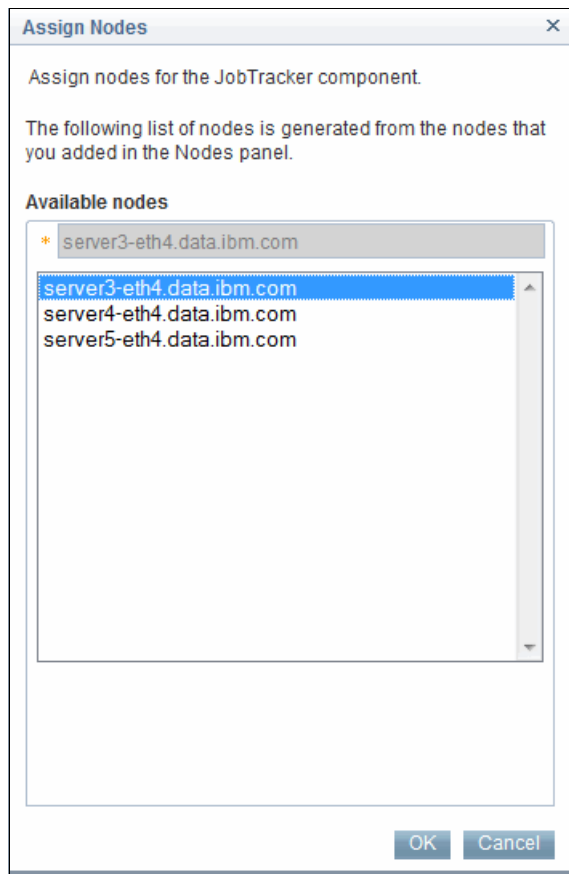 Assign Nodes
Assign nodes for the JobTracker component.
The following list of nodes is generated from the nodes that
you added in the Nodes panel.
Available nodes
* server3-eth4.data.ibm.com
server3-eth4.data.ibm.com
server4-eth4.data.ibm.com
server5-eth4.data.ibm.com
OK Cancel